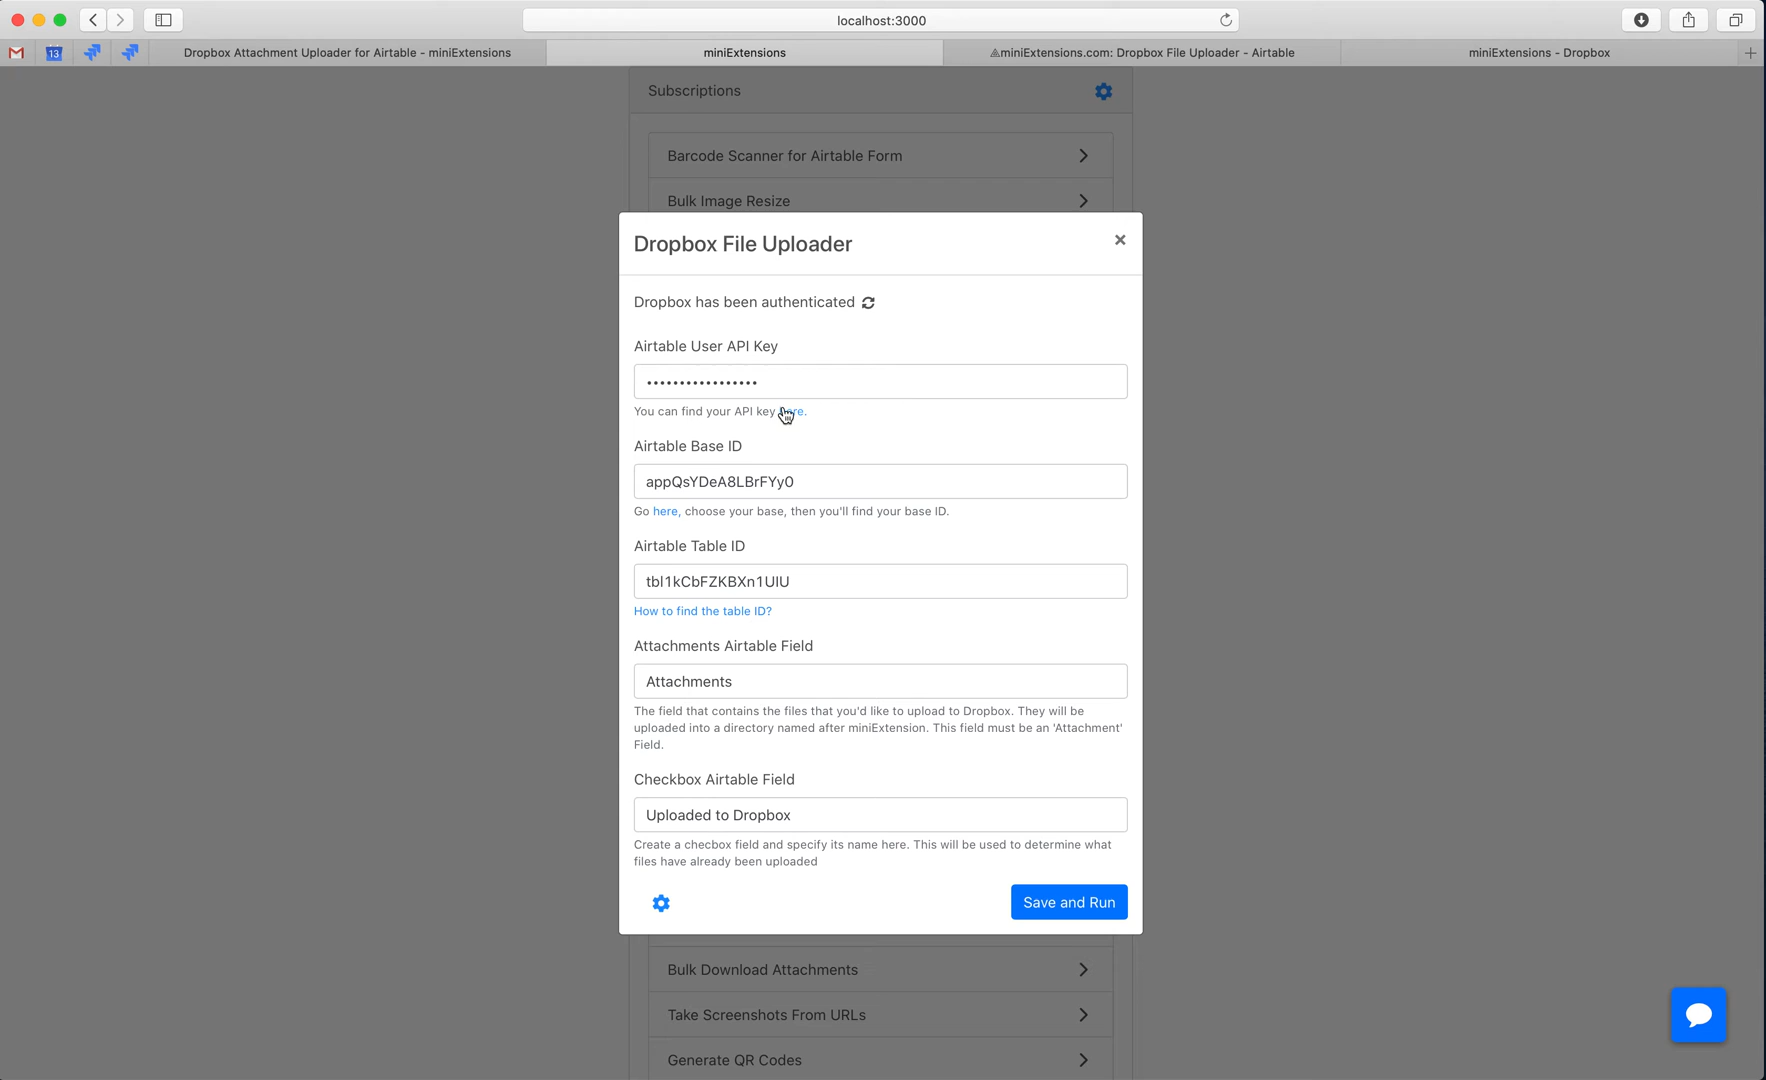 localhost:3000
13
Dropbox Attachment Uploader for Airtable - miniExtensions
miniExtensions
miniExtensions.com: Dropbox File Uploader - Airtable
miniExtensions - Dropbox
Subscriptions
Barcode Scanner for Airtable Form
Bulk Image Resize
Dropbox File Uploader
×
Dropbox has been authenticated
Airtable User API Key
•••••••••••••••••
You can find your API key
Airtable Base ID
appQsYDeA8LBrFYy0
Go here, choose your base, then you'll find your base ID.
Airtable Table ID
tbl1kCbFZKBXn1UIU
How to find the table ID?
Attachments Airtable Field
Attachments
The field that contains the files that you'd like to upload to Dropbox. They will be
uploaded into a directory named after miniExtension. This field must be an 'Attachment'
Field.
Checkbox Airtable Field
Uploaded to Dropbox
Create a checbox field and specify its name here. This will be used to determine what
files have already been uploaded
Save and Run
Bulk Download Attachments
Take Screenshots From URLs
Generate QR Codes